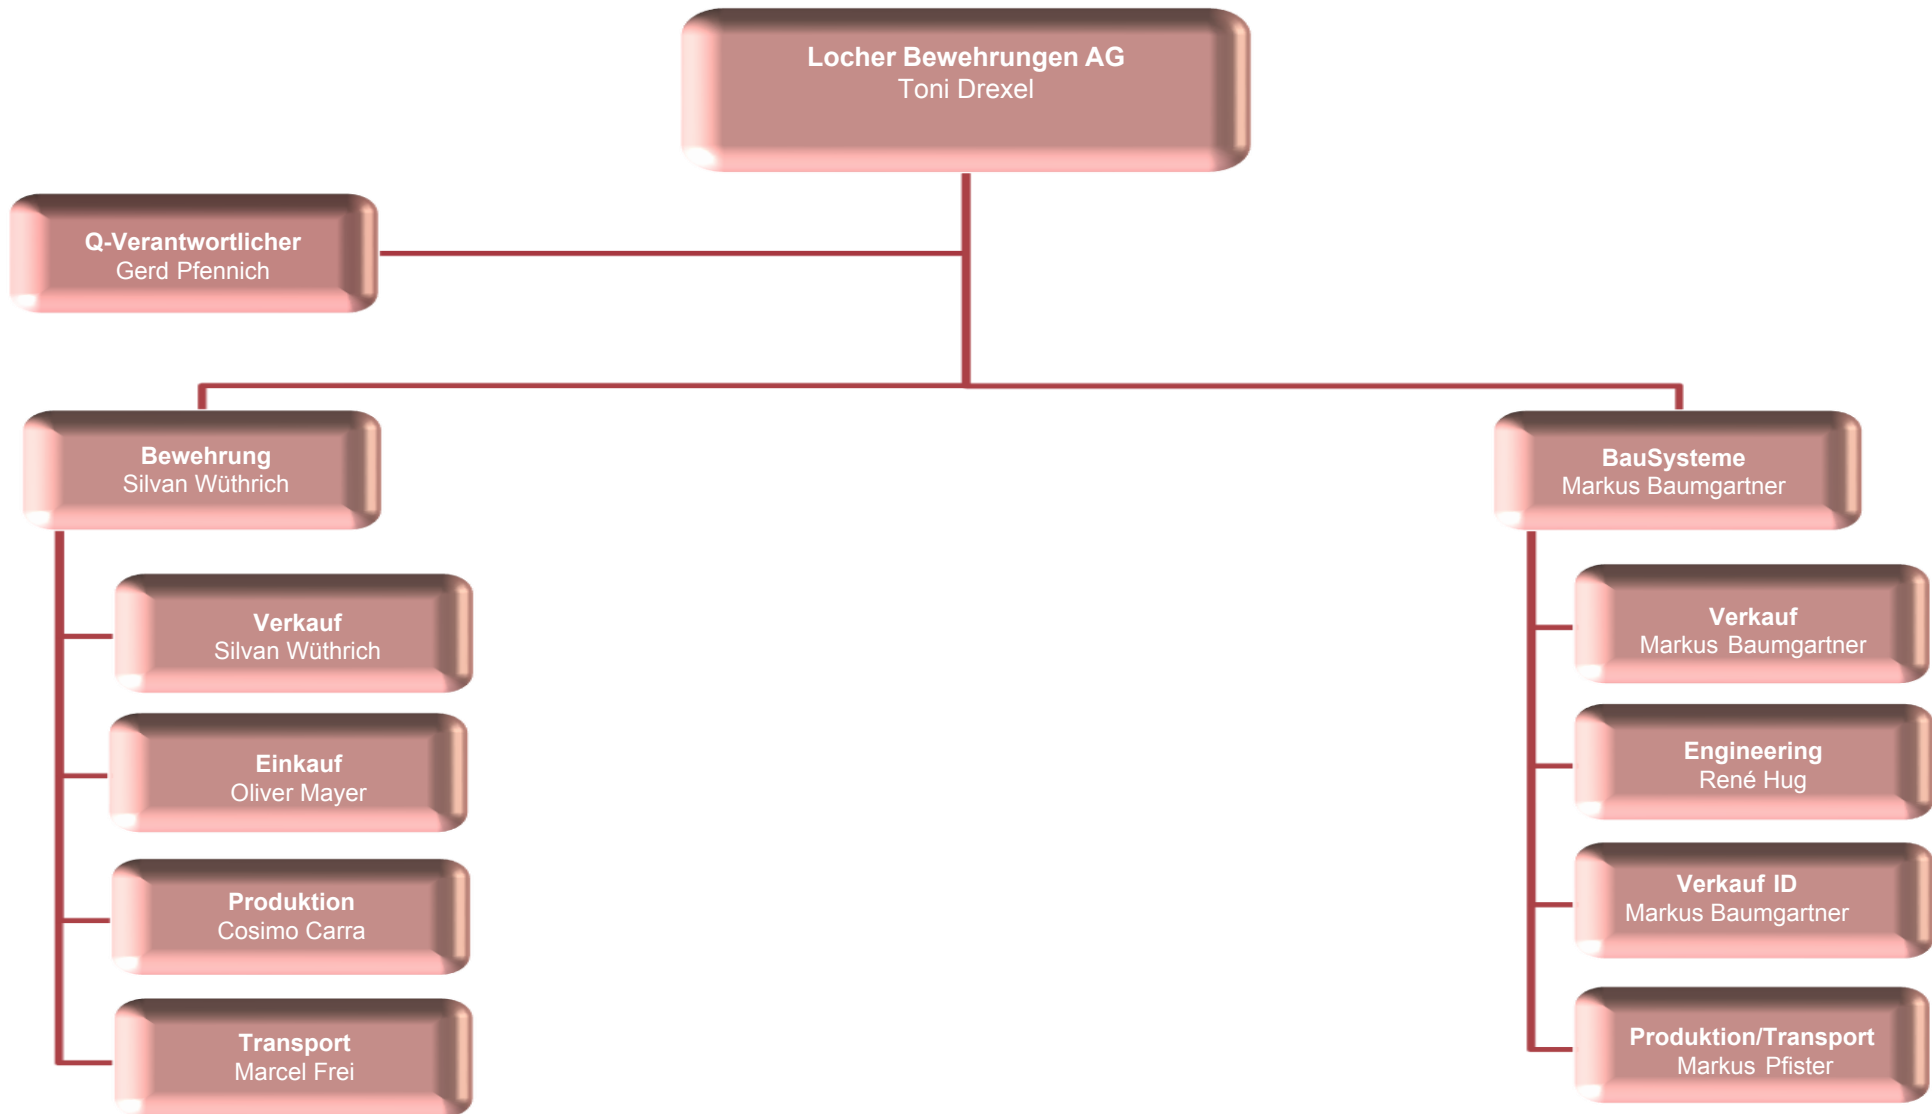 Locher Bewehrungen AG
Toni Drexel
Q-Verantwortlicher
Gerd Pfennich
Bewehrung
Silvan Wüthrich
Verkauf
Silvan Wüthrich
Einkauf
Oliver Mayer
Produktion
Cosimo Carra
Transport
Marcel Frei
BauSysteme
Markus Baumgartner
Verkauf
Markus Baumgartner
Engineering
René Hug
Verkauf ID
Markus Baumgartner
Produktion/Transport
Markus Pfister